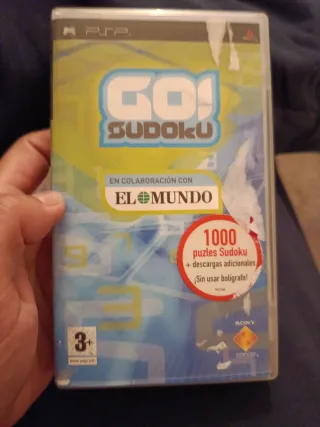 PSP
GO!
SUDOKU
EN COLABORACIÓN CON
EL MUNDO
1000
puzles Sudoku
+ descargas adicionales
¡Sin usar bolígrafo!
3+
SONY